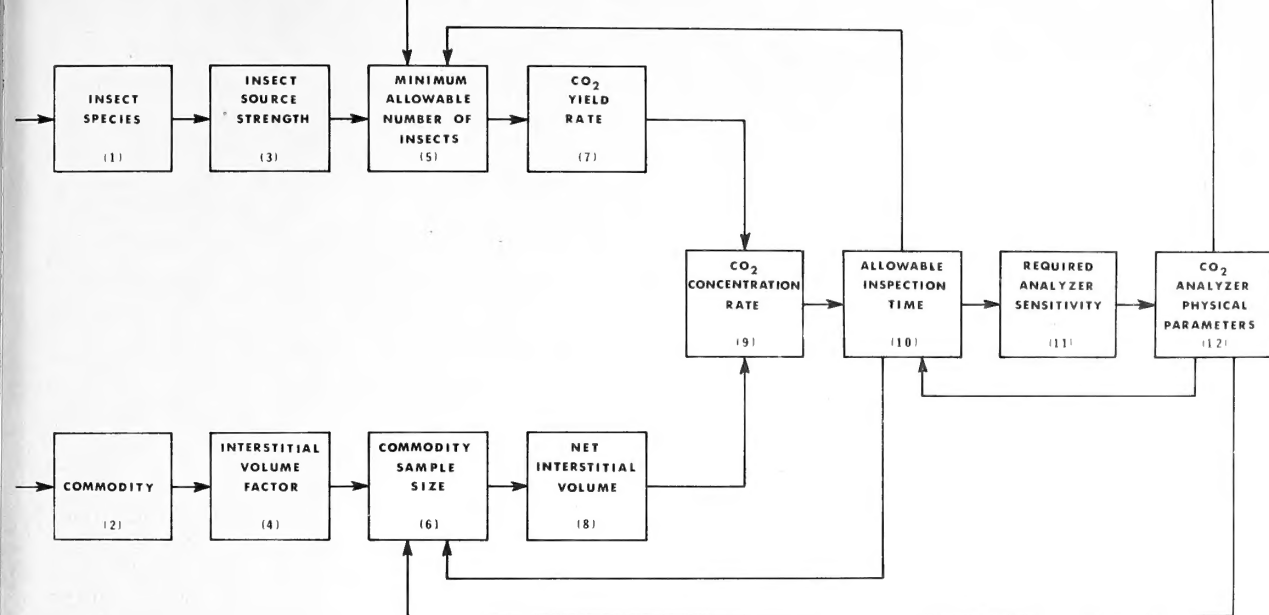 INSECT
SPECIES
(1)
INSECT
SOURCE
STRENGTH
(3)
MINIMUM
ALLOWABLE
NUMBER OF
INSECTS
(5)
CO2
YIELD
RATE
(7)
CO2
CONCENTRATION
RATE
(9)
ALLOWABLE
INSPECTION
TIME
(10)
REQUIRED
ANALYZER
SENSITIVITY
(11)
CO2
ANALYZER
PHYSICAL
PARAMETERS
(12)
COMMODITY
(2)
INTERSTITIAL
VOLUME
FACTOR
(4)
COMMODITY
SAMPLE
SIZE
(6)
NET
INTERSTITIAL
VOLUME
(8)